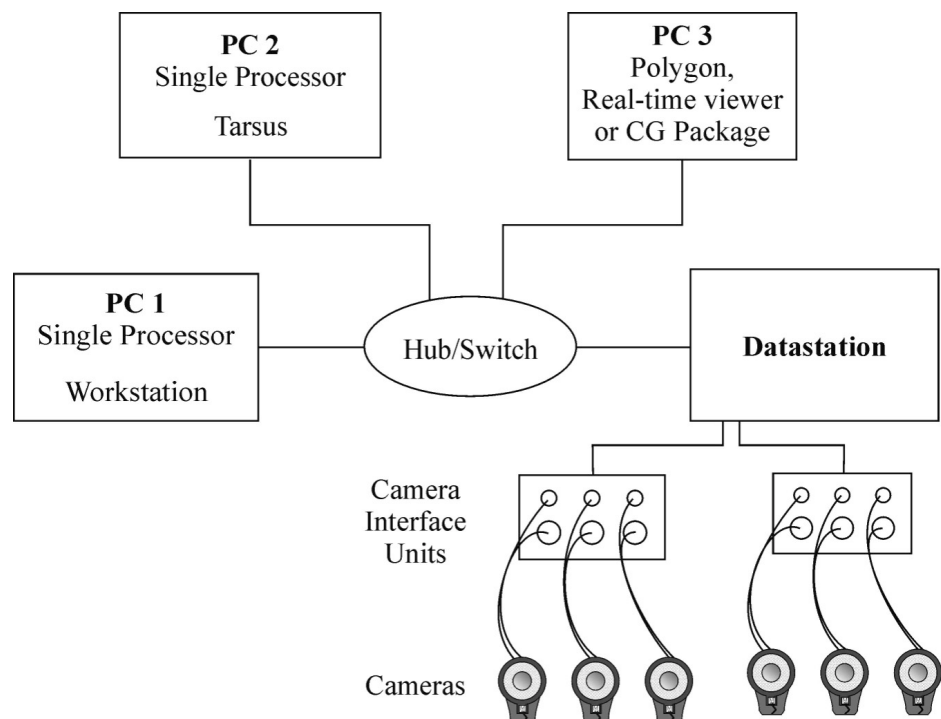 PC 2
Single Processor
Tarsus
PC 3
Polygon,
Real-time viewer
or CG Package
PC 1
Single Processor
Workstation
Hub/Switch
Datastation
Camera
Interface
Units
Cameras